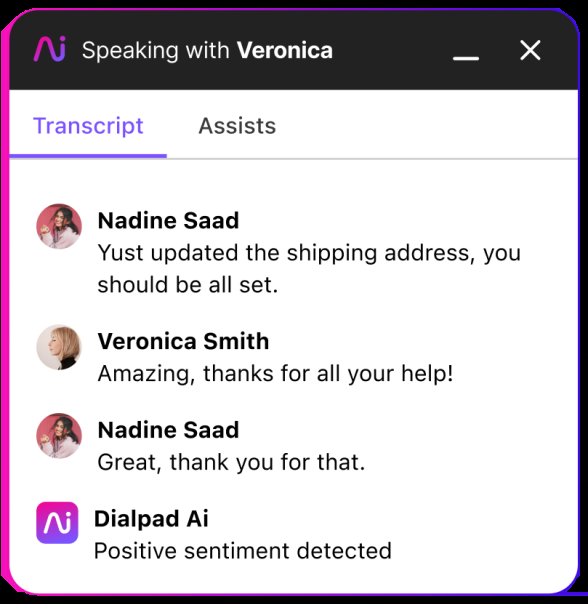 Ai Speaking with Veronica
Transcript Assists
Nadine Saad
Yust updated the shipping address, you
should be all set.
Veronica Smith
Amazing, thanks for all your help!
Nadine Saad
Great, thank you for that.
Ai Dialpad Ai
Positive sentiment detected